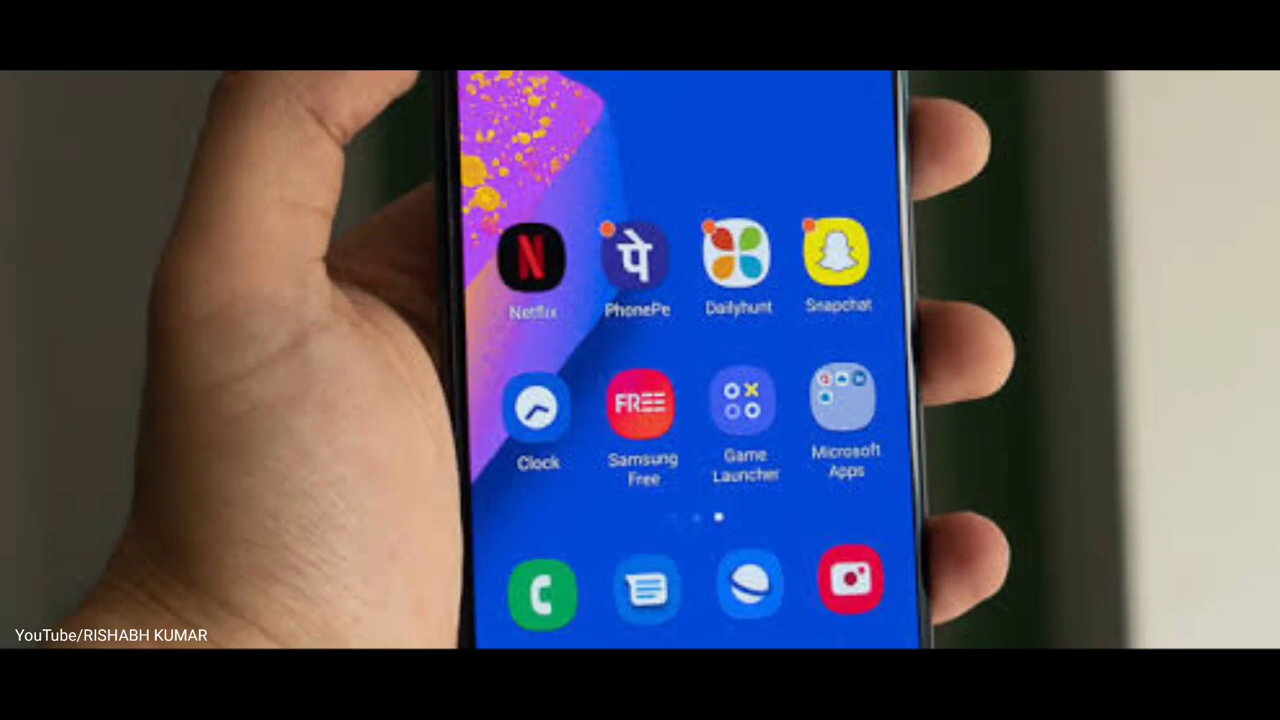 N
पे
Netflix
PhonePe
Dailyhunt
Snapchat
FREE
Clock
Samsung
Free
Game
Launcher
Microsoft
Apps
YouTube/RISHABH KUMAR